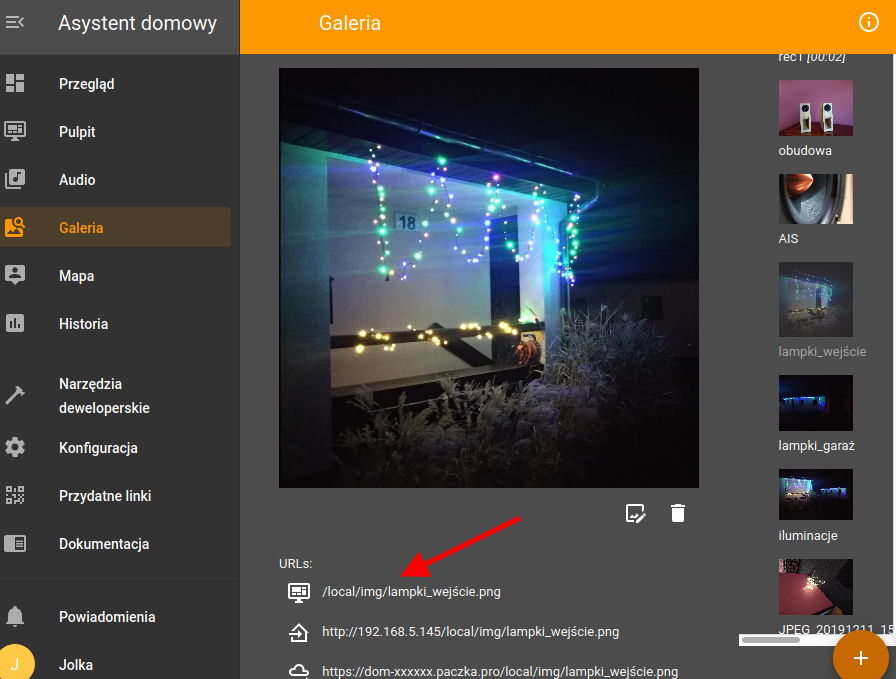 Asystent domowy
Galeria
Przegląd
Pulpit
Audio
Galeria
Mapa
Historia
Narzędzia
deweloperskie
Konfiguracja
Przydatne linki
Dokumentacja
Powiadomienia
J
Jolka
18
URLs:
/local/img/lampki_wejście.png
http://192.168.5.145/local/img/lampki_wejście.png
https://dom-xxxxxx.paczka.pro/local/img/lampki_wejście.png
rec1 [00:02]
obudowa
AIS
lampki_wejście
lampki_garaż
iluminacje
JPEG_20191211_15